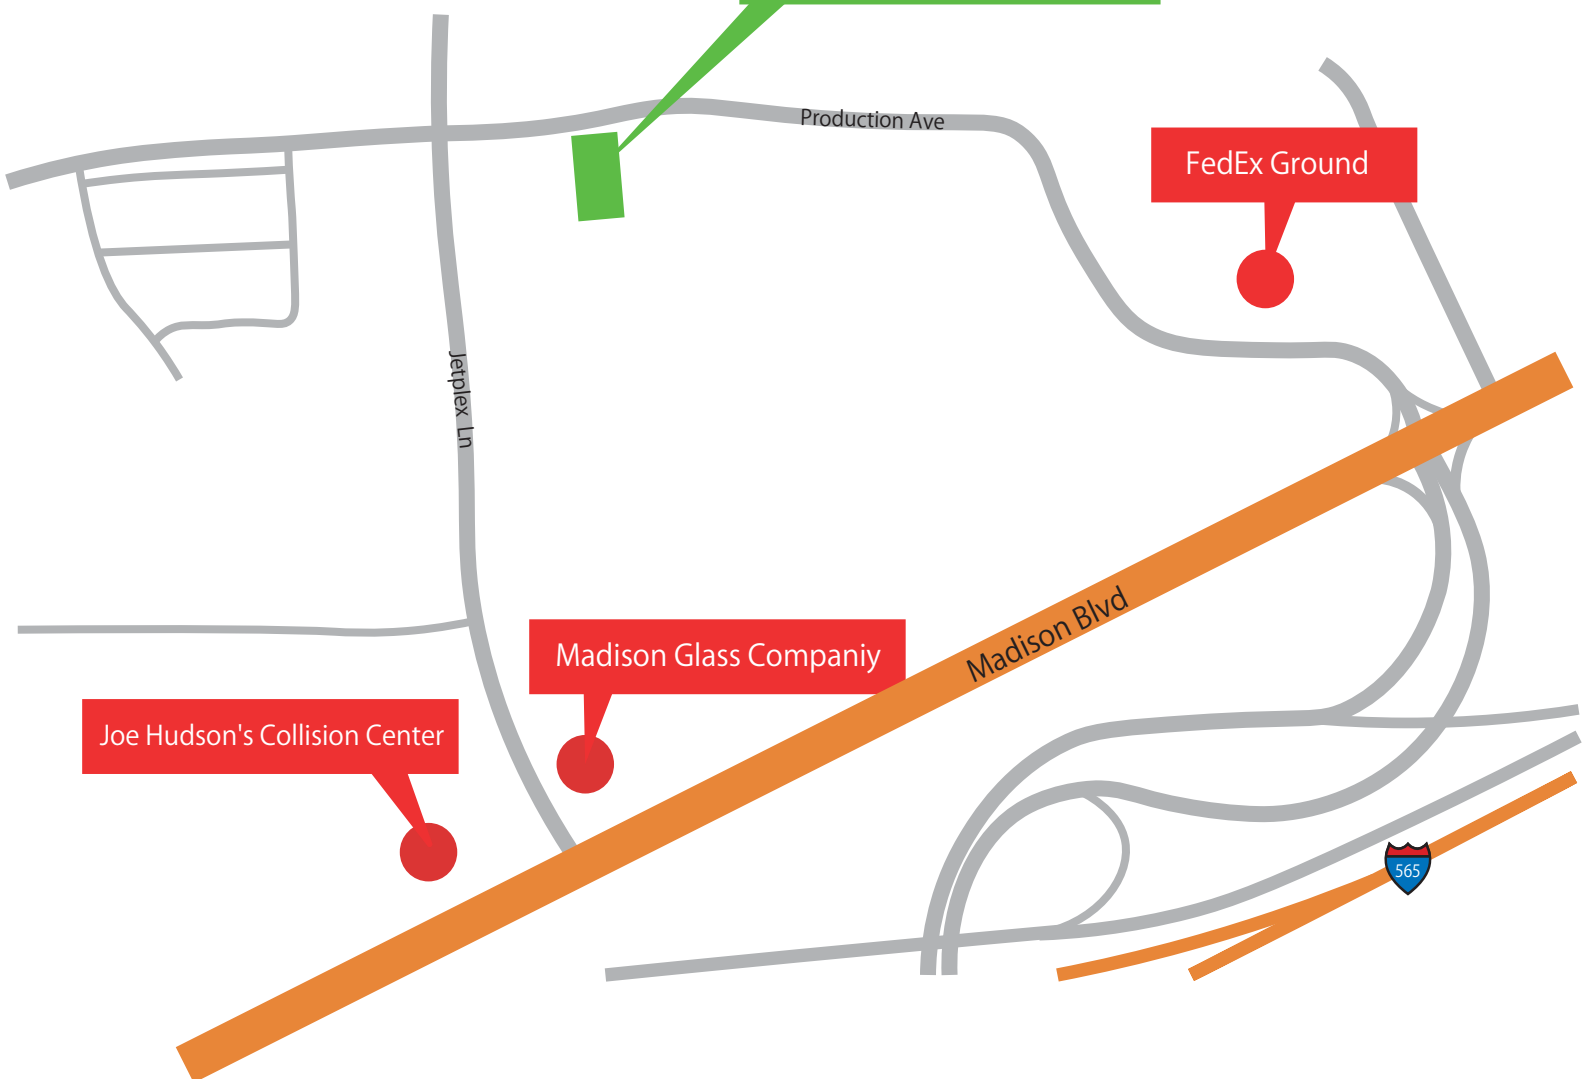 Production Ave
FedEx Ground
Jetplex Ln
Madison Blvd
Madison Glass Companiy
Joe Hudson's Collision Center
565